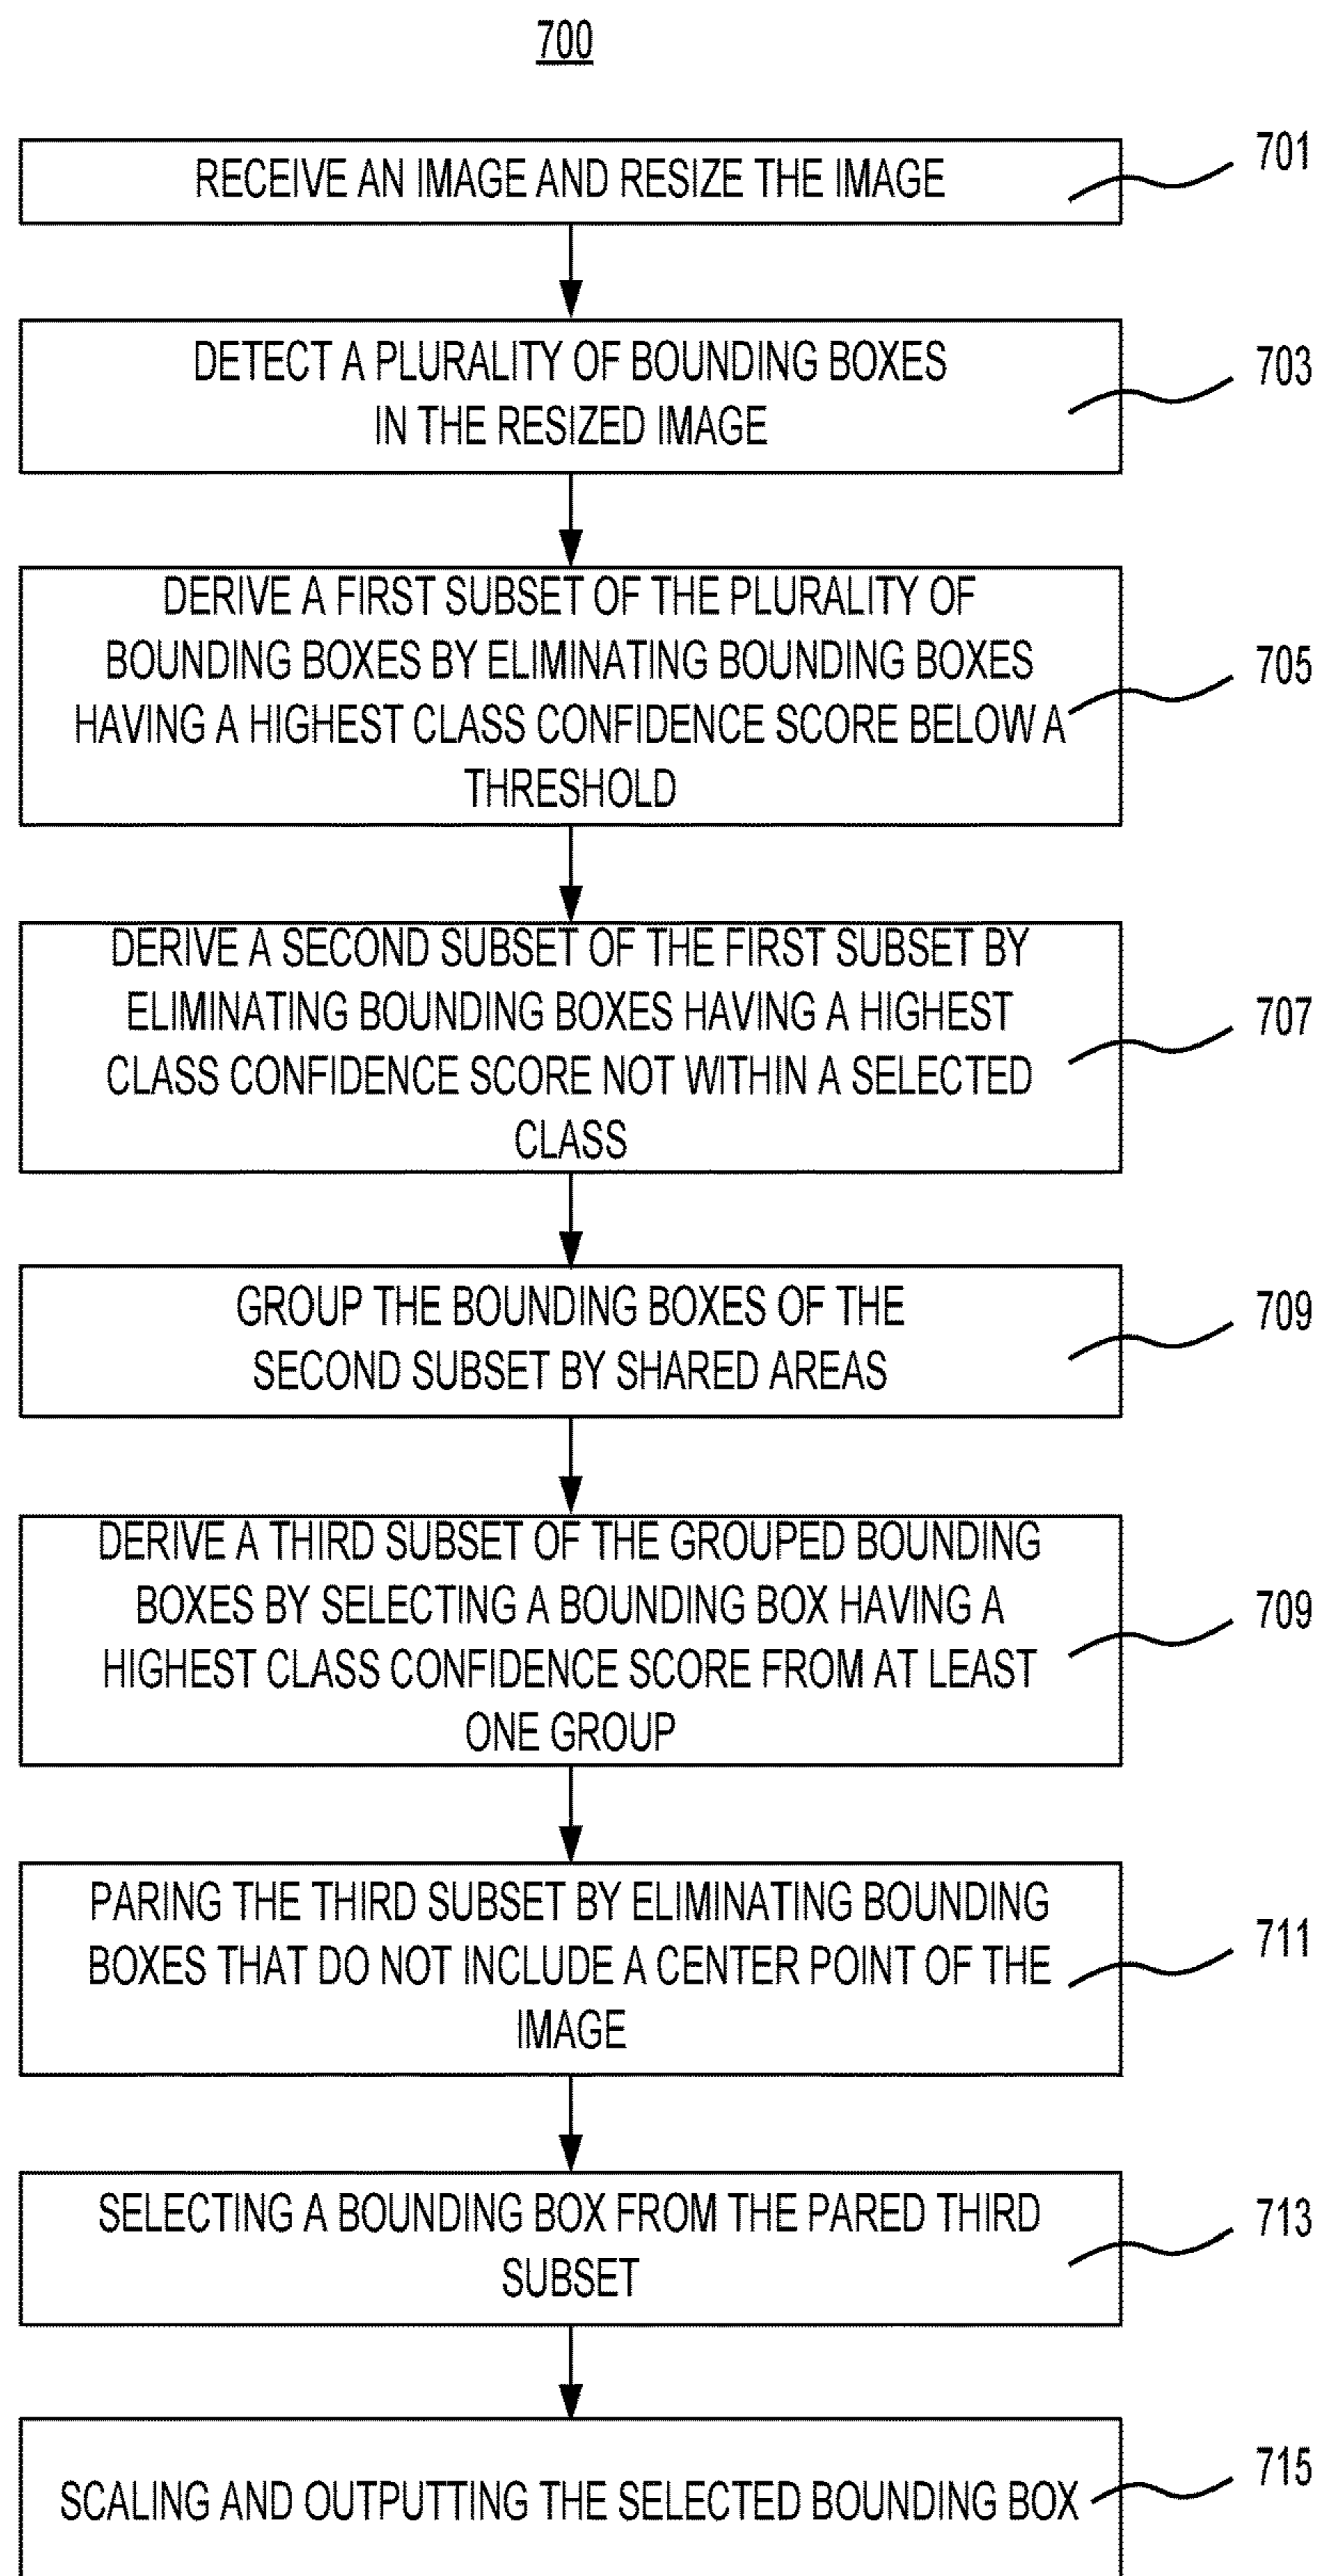 700
RECEIVE AN IMAGE AND RESIZE THE IMAGE
701
DETECT A PLURALITY OF BOUNDING BOXES
IN THE RESIZED IMAGE
703
DERIVE A FIRST SUBSET OF THE PLURALITY OF
BOUNDING BOXES BY ELIMINATING BOUNDING BOXES
HAVING A HIGHEST CLASS CONFIDENCE SCORE BELOW A
THRESHOLD
705
DERIVE A SECOND SUBSET OF THE FIRST SUBSET BY
ELIMINATING BOUNDING BOXES HAVING A HIGHEST
CLASS CONFIDENCE SCORE NOT WITHIN A SELECTED
CLASS
707
GROUP THE BOUNDING BOXES OF THE
SECOND SUBSET BY SHARED AREAS
709
DERIVE A THIRD SUBSET OF THE GROUPED BOUNDING
BOXES BY SELECTING A BOUNDING BOX HAVING A
HIGHEST CLASS CONFIDENCE SCORE FROM AT LEAST
ONE GROUP
709
PARING THE THIRD SUBSET BY ELIMINATING BOUNDING
BOXES THAT DO NOT INCLUDE A CENTER POINT OF THE
IMAGE
711
SELECTING A BOUNDING BOX FROM THE PARED THIRD
SUBSET
713
SCALING AND OUTPUTTING THE SELECTED BOUNDING BOX
715